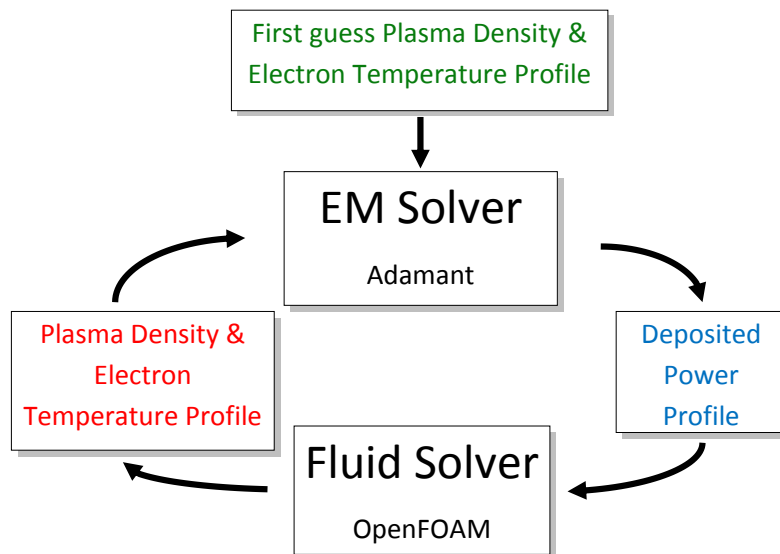 First guess Plasma Density &
Electron Temperature Profile
EM Solver
Adamant
Plasma Density &
Electron
Temperature Profile
Deposited
Power
Profile
Fluid Solver
OpenFOAM